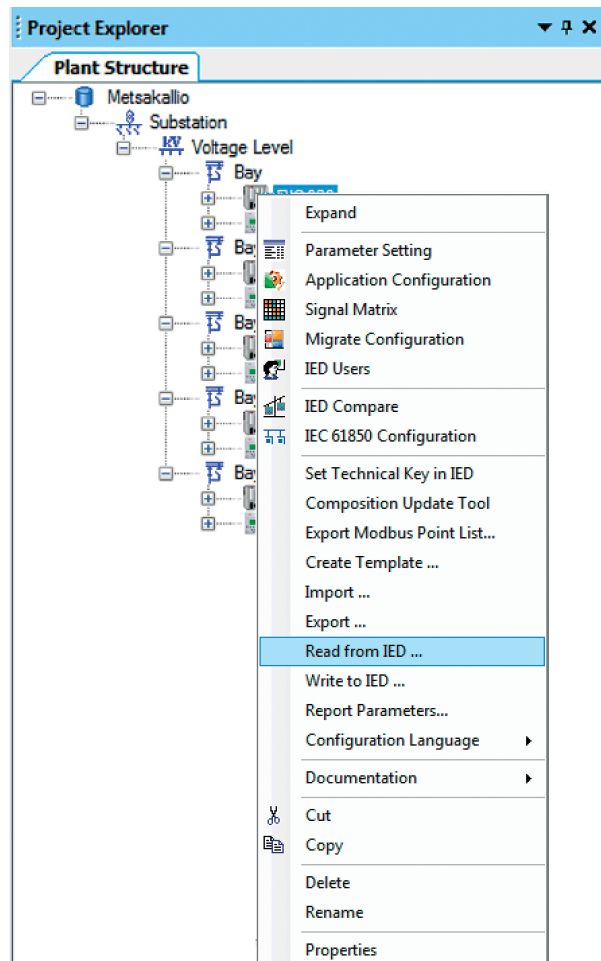 Project Explorer
Plant Structure
Metsakallio
Substation
Voltage Level
Bay
Expand
Parameter Setting
Application Configuration
Signal Matrix
Migrate Configuration
IED Users
IED Compare
IEC 61850 Configuration
Set Technical Key in IED
Composition Update Tool
Export Modbus Point List...
Create Template ...
Import ...
Export ...
Read from IED ...
Write to IED ...
Report Parameters...
Configuration Language
Documentation
Cut
Copy
Delete
Rename
Properties